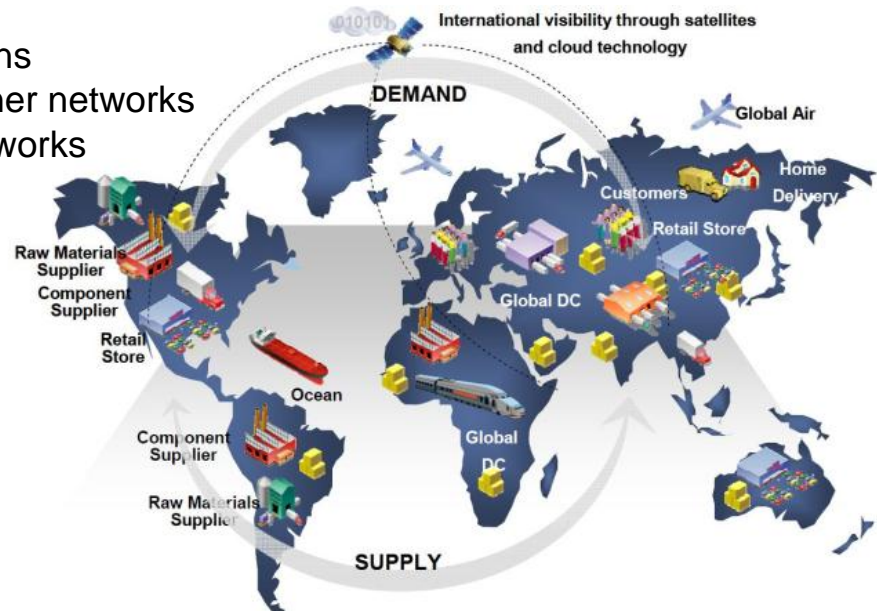 010101
International visibility through satellites
and cloud technology
ns
ner networks
works
DEMAND
Global Air
Home
Delivery
Customers
Retail Store
Raw Materials
Supplier
Component
Supplier
Global DC
Retail
Store
Ocean
Component
Supplier
Global
DC
Raw Materials
Supplier
SUPPLY